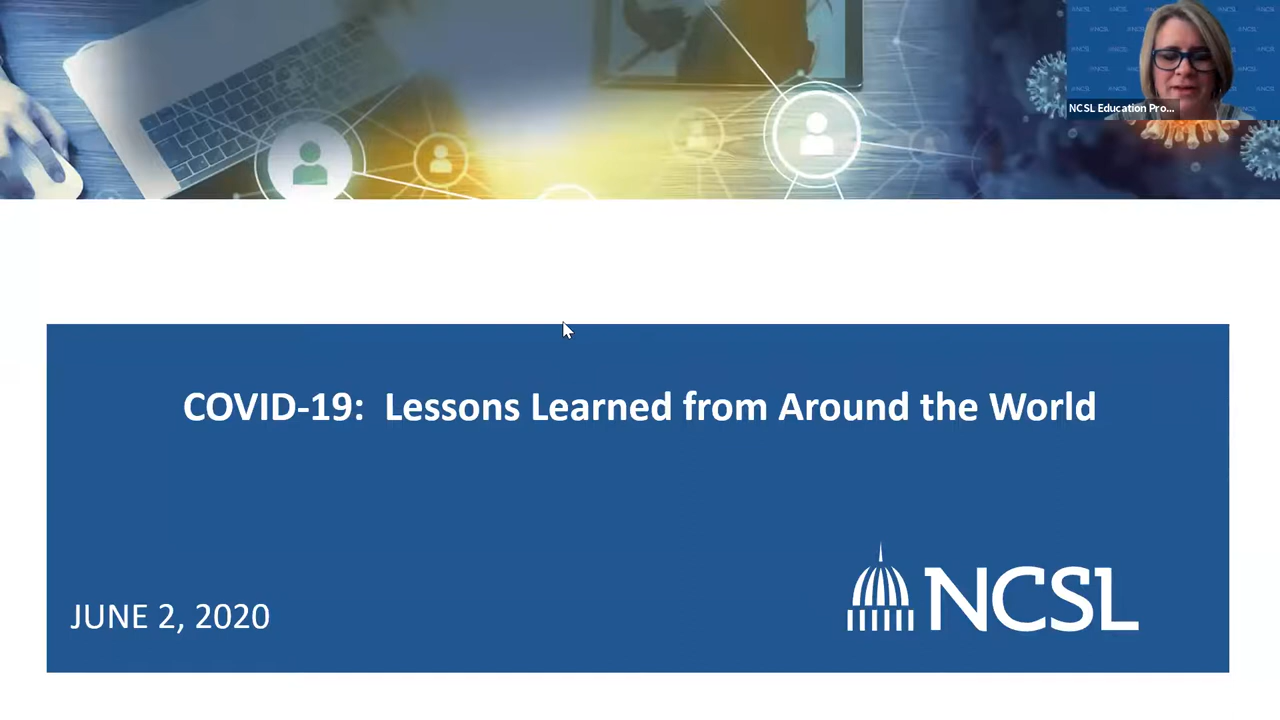 NCSL Education Pro...
COVID-19: Lessons Learned from Around the World
JUNE 2, 2020
NCSL